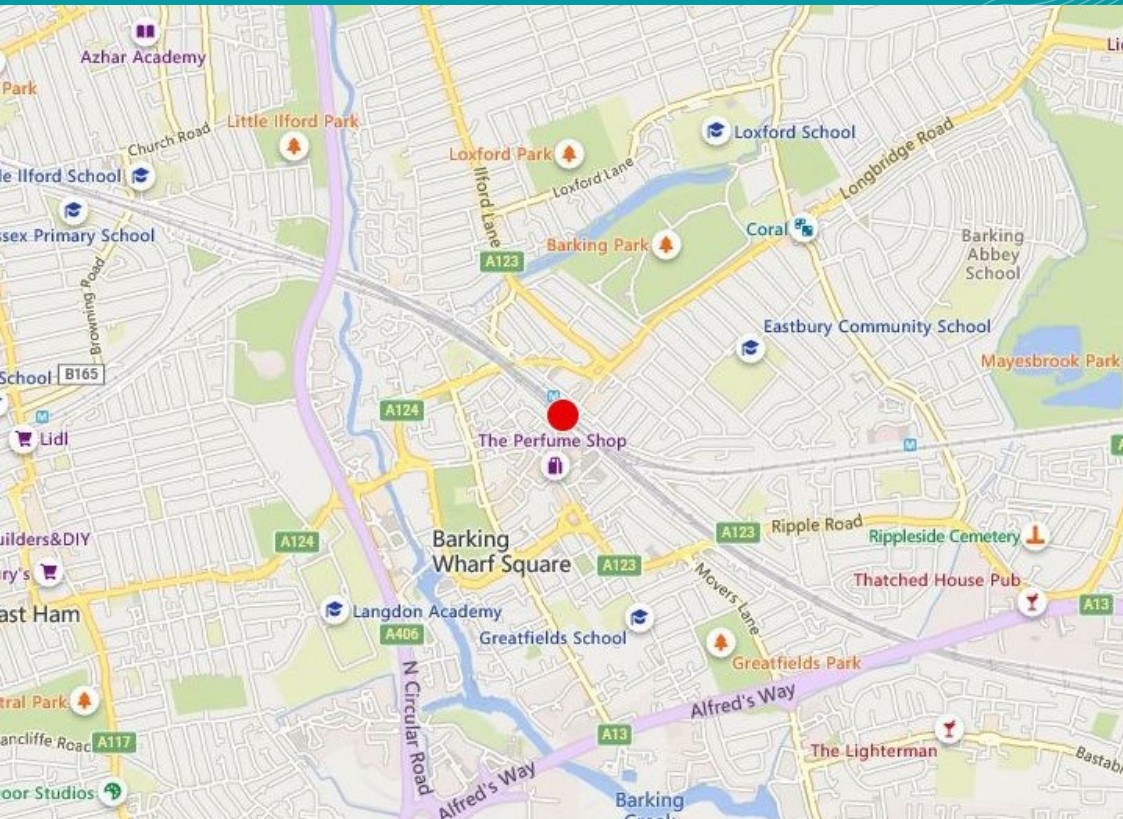 Azhar Academy
Park
Li
Little Ilford Park
Church Road
Loxford School
Loxford Park
Longbridge Road
le Ilford School
Loxford Lane
Ilford Lane
ssex Primary School
Coral
Barking Park
Barking
Abbey
School
A123
Browning Road
Eastbury Community School
Mayesbrook Park
School
B165
M
M
A124
Lidl
The Perfume Shop
M
A
uilders&DIY
A124
Barking
Wharf Square
A123
Ripple Road
Rippleside Cemetery
ry's
A123
Movers Lane
Thatched House Pub
ast Ham
Langdon Academy
A13
A406
Greatfields School
Greatfields Park
N Circular Road
tral Park
Alfred's Way
ancliffe Road
A117
A13
The Lighterman
Bastabl
oor Studios
Alfred's Way
Barking
Creek